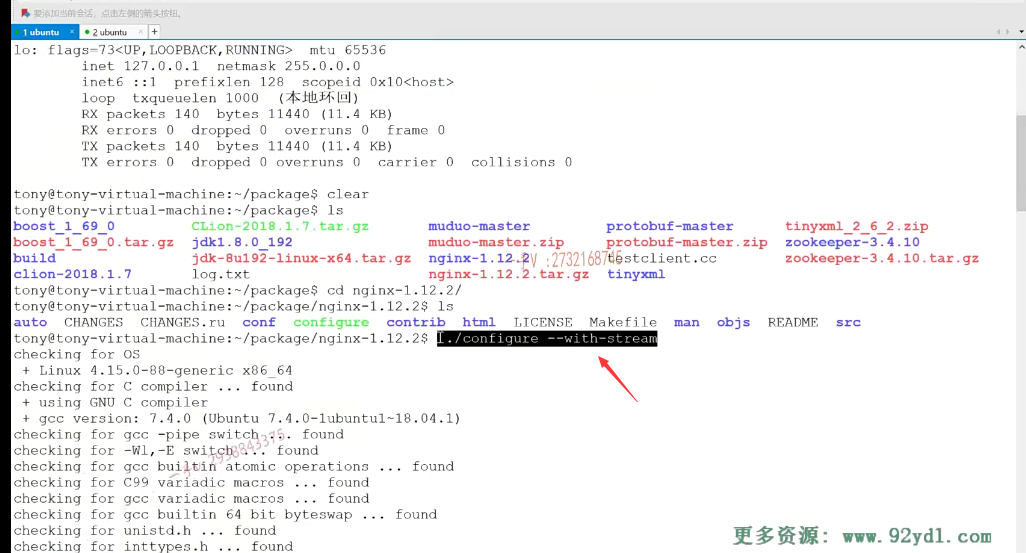 要添加当前会话，点击左侧的箭头按钮。
1 ubuntu × 2 ubuntu × +
lo: flags=73<UP,LOOPBACK,RUNNING> mtu 65536
inet 127.0.0.1 netmask 255.0.0.0
inet6 ::1 prefixlen 128 scopeid 0x10<host>
loop txqueuelen 1000 (本地环回)
RX packets 140 bytes 11440 (11.4 KB)
RX errors 0 dropped 0 overruns 0 frame 0
TX packets 140 bytes 11440 (11.4 KB)
TX errors 0 dropped 0 overruns 0 carrier 0 collisions 0
tony@tony-virtual-machine:~/package$ clear
tony@tony-virtual-machine:~/package$ ls
boost_1_69_0 CLion-2018.1.7.tar.gz muduo-master protobuf-master tinyxml_2_6_2.zip
boost_1_69_0.tar.gz jdk1.8.0_192 muduo-master.zip protobuf-master.zip zookeeper-3.4.10
build jdk-8u192-linux-x64.tar.gz nginx-1.12.2 testclient.cc zookeeper-3.4.10.tar.gz
clion-2018.1.7 log.txt nginx-1.12.2.tar.gz tinyxml
tony@tony-virtual-machine:~/package$ cd nginx-1.12.2/
tony@tony-virtual-machine:~/package/nginx-1.12.2$ ls
auto CHANGES CHANGES.ru conf configure contrib html LICENSE Makefile man objs README src
tony@tony-virtual-machine:~/package/nginx-1.12.2$ ./configure --with-stream
checking for OS
+ Linux 4.15.0-88-generic x86_64
checking for C compiler ... found
+ using GNU C compiler
+ gcc version: 7.4.0 (Ubuntu 7.4.0-1ubuntu1~18.04.1)
checking for gcc -pipe switch ... found
checking for -Wl,-E switch ... found
checking for gcc builtin atomic operations ... found
checking for C99 variadic macros ... found
checking for gcc variadic macros ... found
checking for gcc builtin 64 bit byteswap ... found
checking for unistd.h ... found
checking for inttypes.h ... found
更多资源: www.92ydl.com